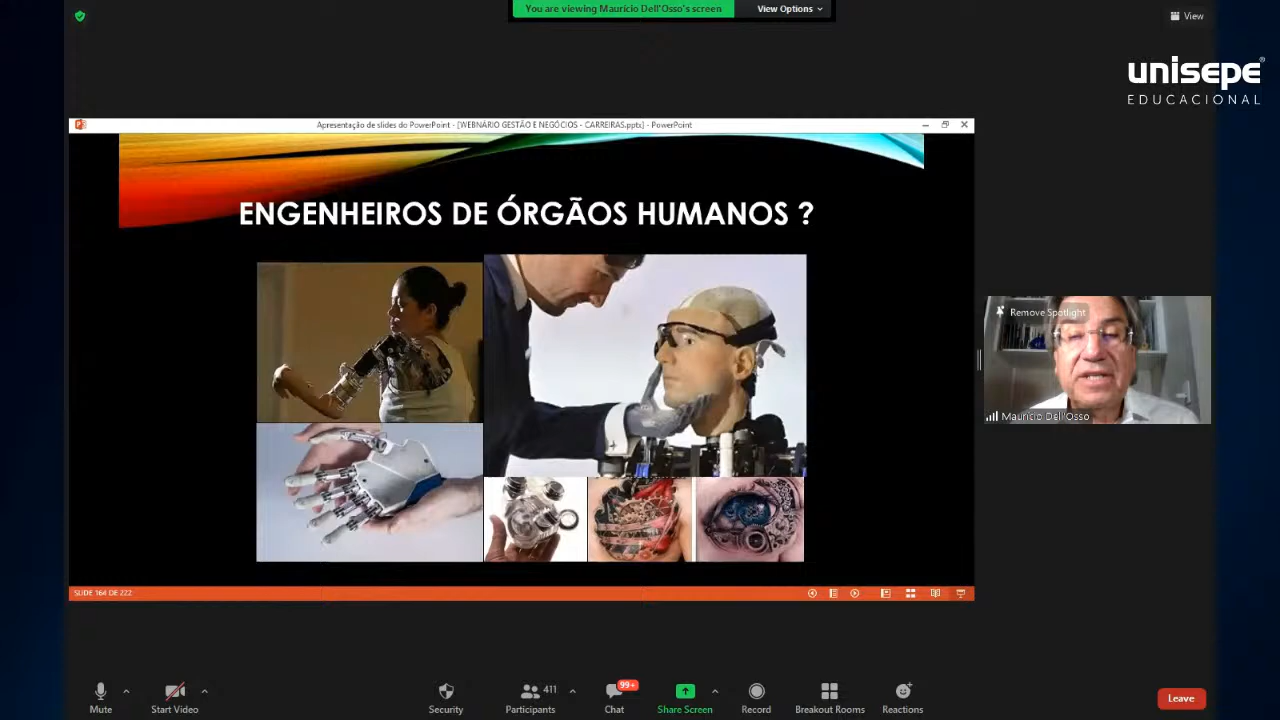 You are viewing Maurício Dell'Osso's screen
View Options
View
unisepe
EDUCACIONAL
Apresentação de slides do PowerPoint - [WEBNÁRIO GESTÃO E NEGÓCIOS - CARREIRAS.pptx] - PowerPoint
ENGENHEIROS DE ÓRGÃOS HUMANOS ?
Remove Spotlight
Maurício Dell'Osso
SLIDE 164 DE 222
Mute
Start Video
Security
411
Participants
99+
Chat
Share Screen
Record
Breakout Rooms
Reactions
Leave